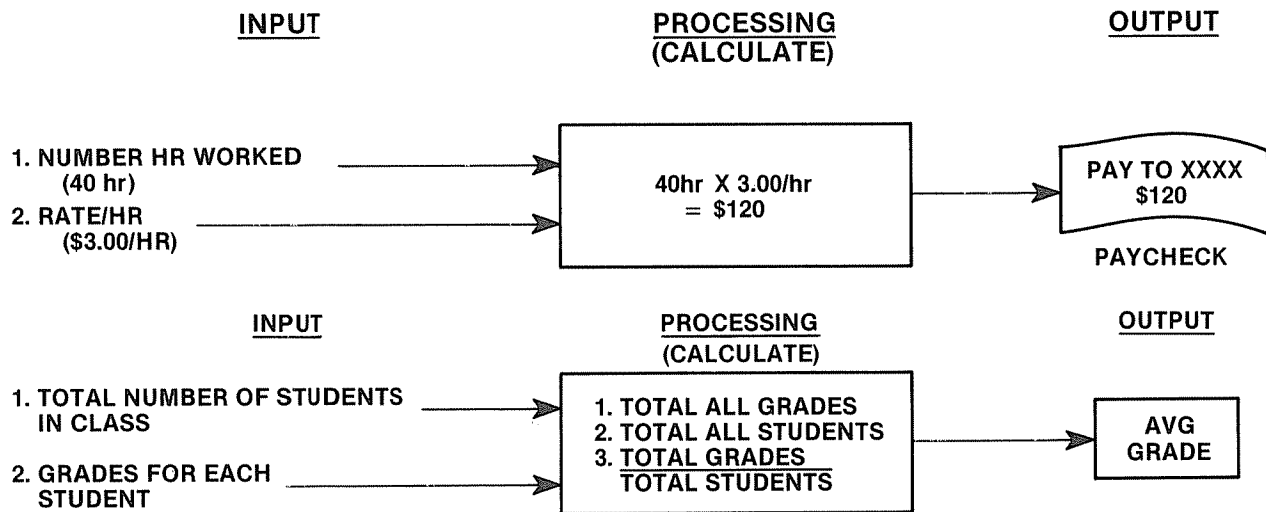 INPUT
PROCESSING
(CALCULATE)
OUTPUT
1. NUMBER HR WORKED
(40 hr)
2. RATE/HR
($3.00/HR)
40hr X 3.00/hr
= $120
PAY TO XXXX
$120
PAYCHECK
INPUT
PROCESSING
(CALCULATE)
OUTPUT
1. TOTAL NUMBER OF STUDENTS
IN CLASS
2. GRADES FOR EACH
STUDENT
1. TOTAL ALL GRADES
2. TOTAL ALL STUDENTS
3. TOTAL GRADES
TOTAL STUDENTS
AVG
GRADE